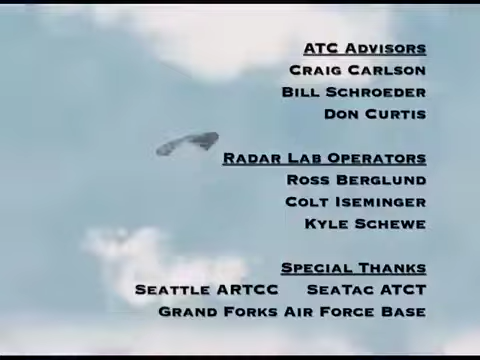 ATC Advisors
Craig Carlson
Bill Schroeder
Don Curtis
Radar Lab Operators
Ross Berglund
Colt Iseminger
Kyle Schewe
Special Thanks
Seattle ARTCC SeaTac ATCT
Grand Forks Air Force Base